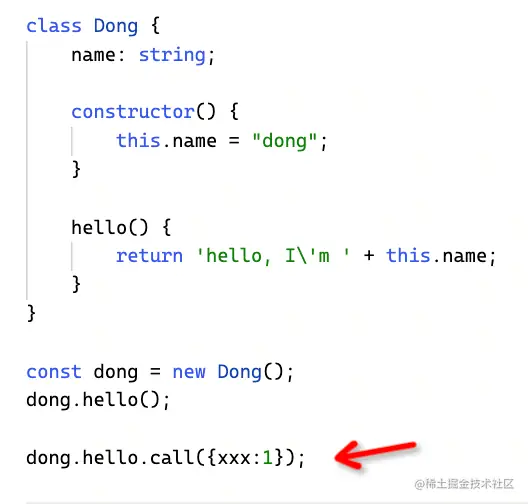 class Dong {
    name: string;

    constructor() {
        this.name = "dong";
    }

    hello() {
        return 'hello, I\'m ' + this.name;
    }
}

const dong = new Dong();
dong.hello();

dong.hello.call({xxx:1});
@稀土掘金技术社区